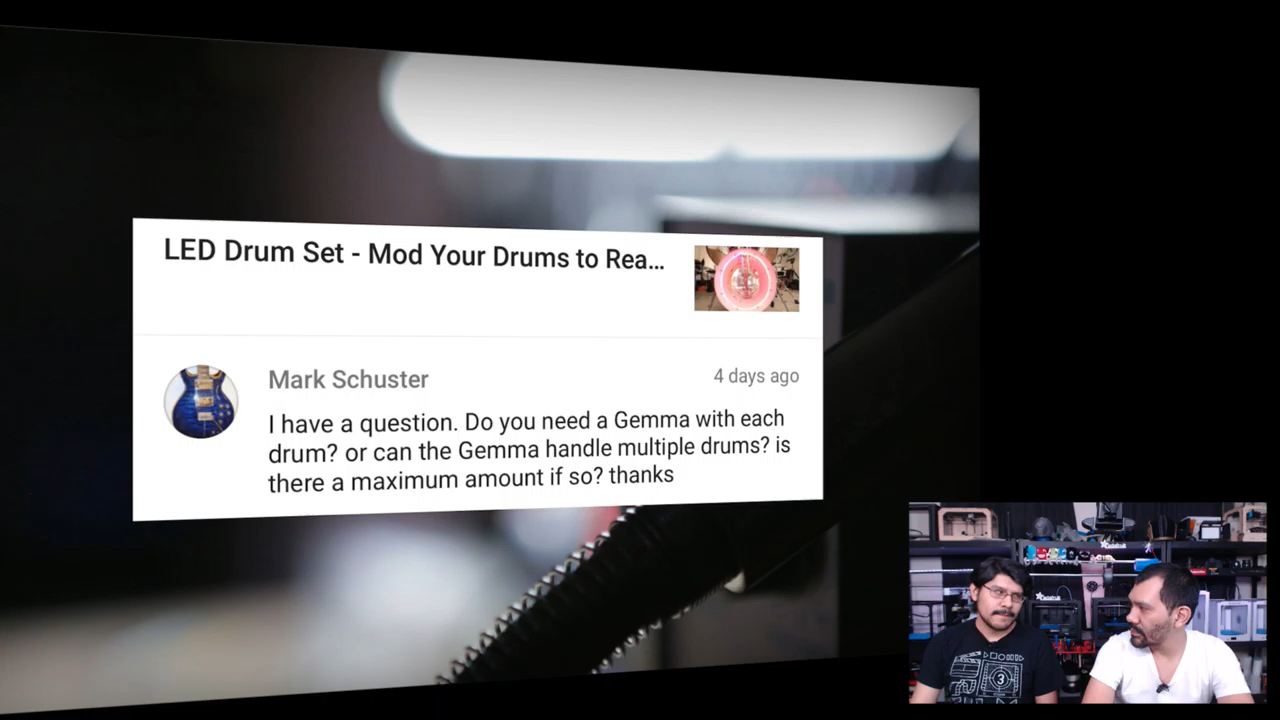 LED Drum Set - Mod Your Drums to Rea...
Mark Schuster
4 days ago
I have a question. Do you need a Gemma with each
drum? or can the Gemma handle multiple drums? is
there a maximum amount if so? thanks
3